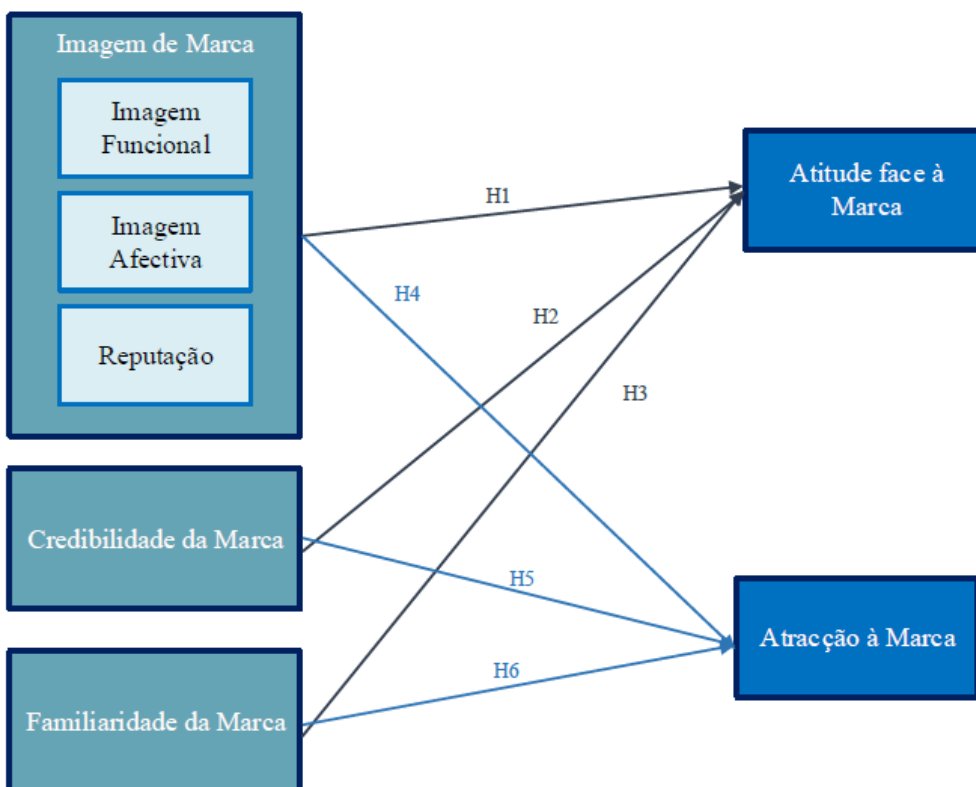 Imagem de Marca
Imagem
Funcional
Imagem
Afectiva
Reputação
Credibilidade da Marca
Familiaridade da Marca
H1
H4
H2
H3
H5
H6
Atitude face à
Marca
Atracção à Marca